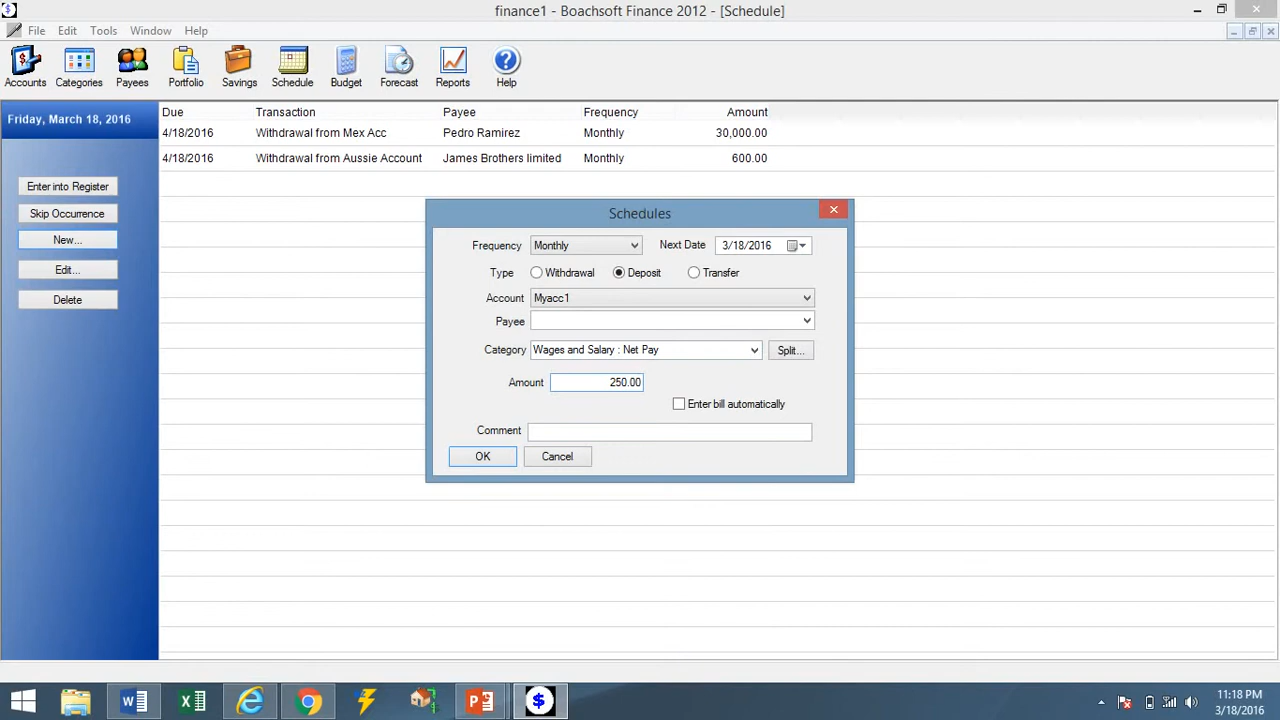 finance1 - Boachsoft Finance 2012 - [Schedule]
File Edit Tools Window Help
Accounts Categories Payees Portfolio Savings Schedule Budget Forecast Reports Help
Friday, March 18, 2016
Due Transaction Payee Frequency Amount
4/18/2016 Withdrawal from Mex Acc Pedro Ramirez Monthly 30,000.00
4/18/2016 Withdrawal from Aussie Account James Brothers limited Monthly 600.00
Enter into Register
Skip Occurrence
New...
Edit...
Delete
Schedules
Frequency Monthly Next Date 3/18/2016
Type Withdrawal Deposit Transfer
Account Myacc1
Payee
Category Wages and Salary : Net Pay Split...
Amount 250.00
Enter bill automatically
Comment
OK Cancel
11:18 PM
3/18/2016